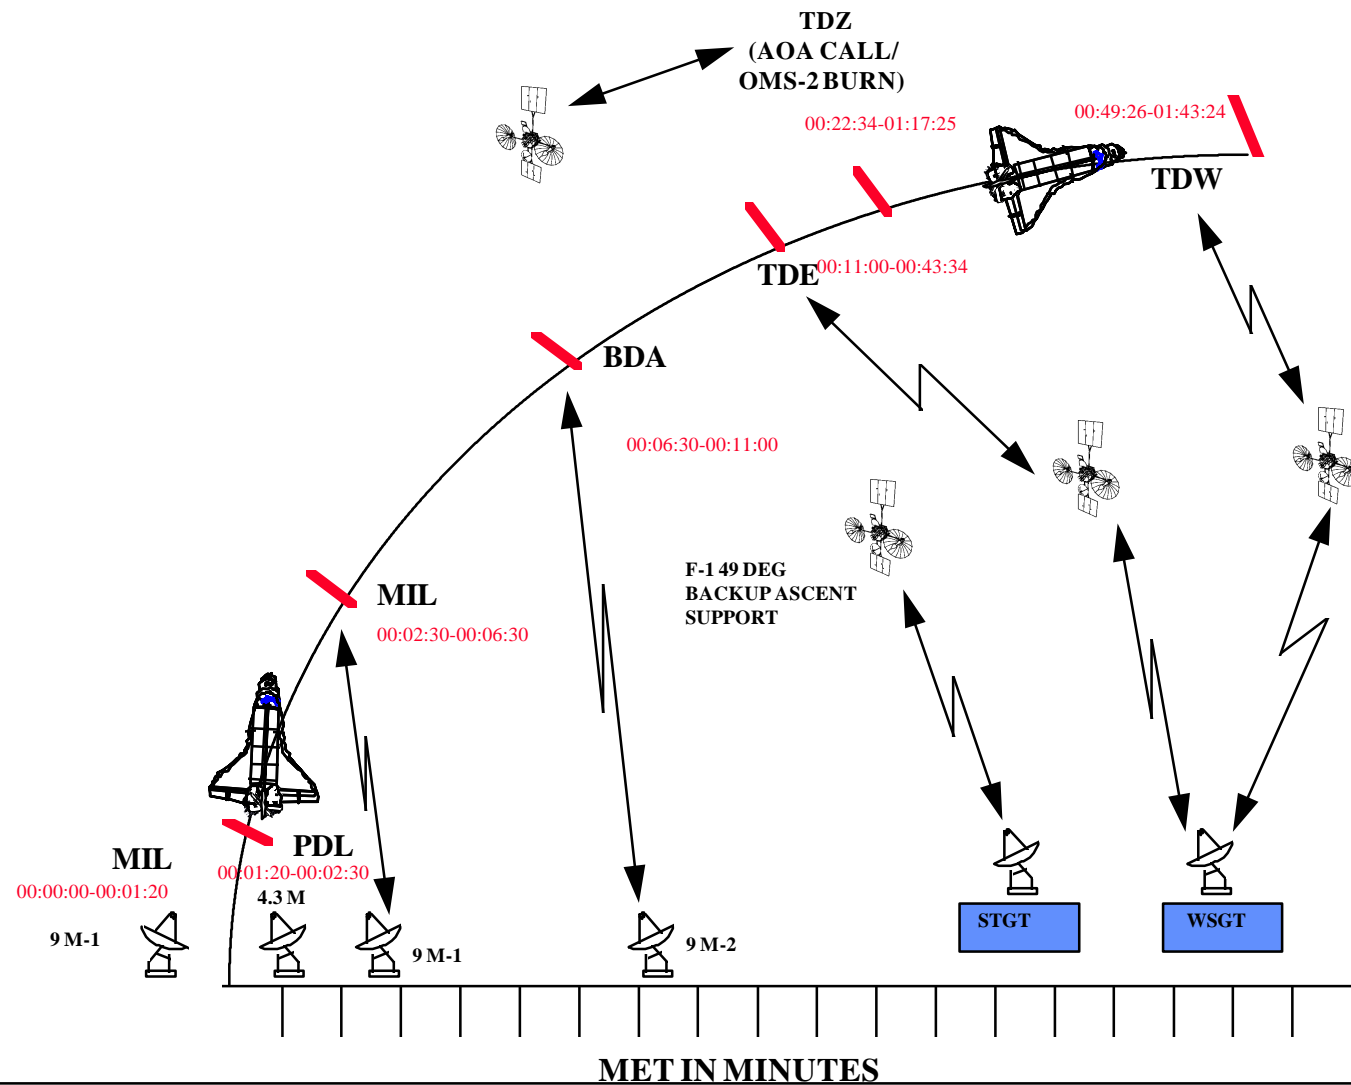 TDZ
(AOA CALL/
OMS-2 BURN)
00:22:34-01:17:25
00:49:26-01:43:24
TDW
TDE
00:11:00-00:43:34
BDA
00:06:30-00:11:00
F-1 49 DEG
BACKUP ASCENT
SUPPORT
MIL
00:02:30-00:06:30
MIL
00:00:00-00:01:20
PDL
00:01:20-00:02:30
4.3 M
9 M-1
9 M-1
9 M-2
STGT
WSGT
MET IN MINUTES